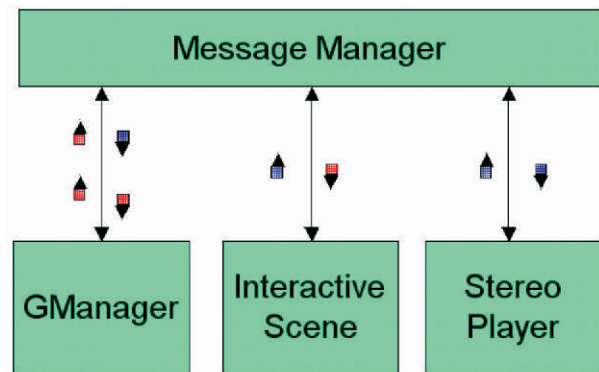 Message Manager
GManager
Interactive
Scene
Stereo
Player